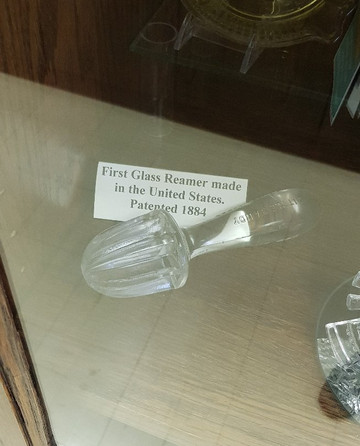 First Glass Reamer made
in the United States.
Patented 1884